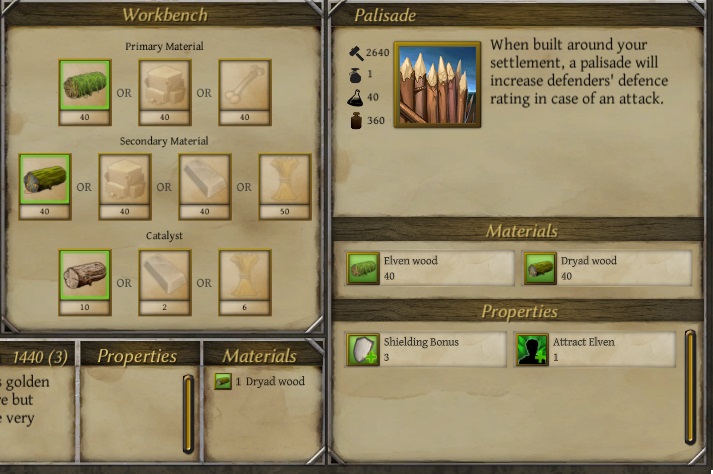 Workbench
Primary Material
OR
OR
40
40
40
Secondary Material
OR
OR
OR
40
40
40
50
Catalyst
OR
OR
10
2
6
1440 (3)
s golden
re but
e very
Properties
Materials
1 Dryad wood
Palisade
2640
1
40
360
When built around your
settlement, a palisade will
increase defenders' defence
rating in case of an attack.
Materials
Elven wood
40
Dryad wood
40
Properties
Shielding Bonus
3
Attract Elven
1